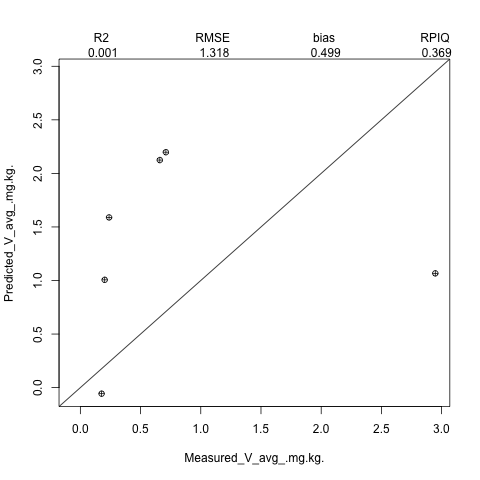 R2 RMSE bias RPIQ
0.001 1.318 0.499 0.369
3.0
2.5
2.0
1.5
1.0
0.5
0.0
Predicted_V_avg_.mg.kg.
0.0 0.5 1.0 1.5 2.0 2.5 3.0
Measured_V_avg_.mg.kg.